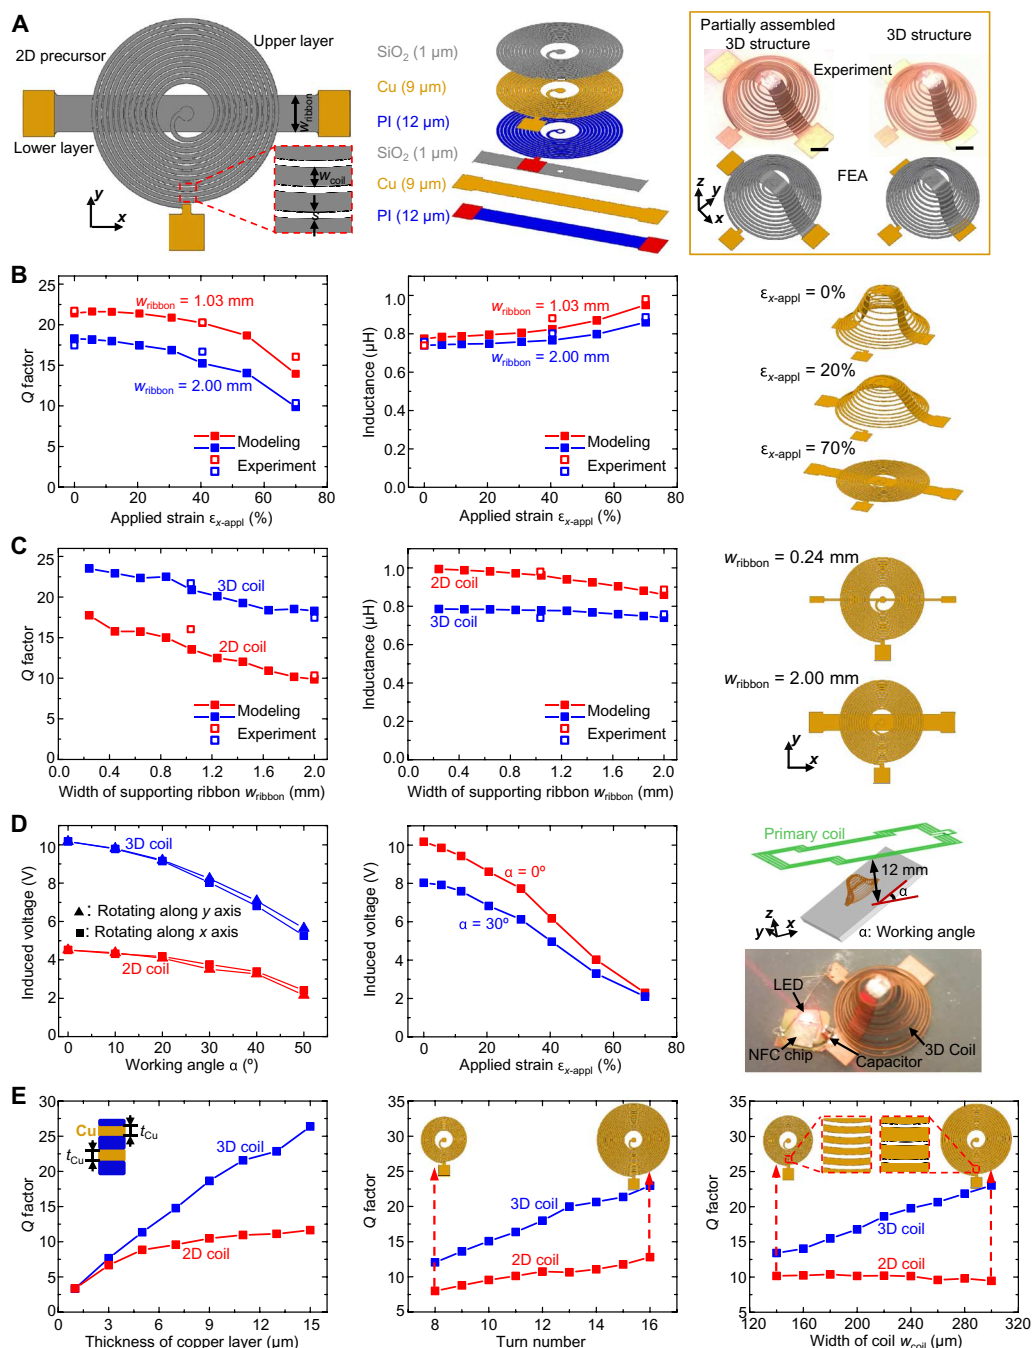 A
2D precursor
Upper layer
Lower layer
w_ribbon
w_coil
s
y
x
SiO₂ (1 μm)
Cu (9 μm)
PI (12 μm)
SiO₂ (1 μm)
Cu (9 μm)
PI (12 μm)
Partially assembled
3D structure
3D structure
Experiment
FEA
z
y
x
B
Q factor
25
20
15
10
5
0
w_ribbon = 1.03 mm
w_ribbon = 2.00 mm
Modeling
Experiment
0 20 40 60 80
Applied strain ε_x-appl (%)
Inductance (μH)
1.0
0.8
0.6
0.4
0.2
0.0
w_ribbon = 1.03 mm
w_ribbon = 2.00 mm
Modeling
Experiment
0 20 40 60 80
Applied strain ε_x-appl (%)
ε_x-appl = 0%
ε_x-appl = 20%
ε_x-appl = 70%
C
Q factor
25
20
15
10
5
0
3D coil
2D coil
Modeling
Experiment
0.0 0.4 0.8 1.2 1.6 2.0
Width of supporting ribbon w_ribbon (mm)
Inductance (μH)
1.0
0.8
0.6
0.4
0.2
0.0
2D coil
3D coil
Modeling
Experiment
0.0 0.4 0.8 1.2 1.6 2.0
Width of supporting ribbon w_ribbon (mm)
w_ribbon = 0.24 mm
w_ribbon = 2.00 mm
y
x
D
Induced voltage (V)
12
10
8
6
4
2
0
3D coil
▲: Rotating along y axis
■: Rotating along x axis
2D coil
0 10 20 30 40 50
Working angle α (º)
Induced voltage (V)
12
10
8
6
4
2
0
α = 0º
α = 30º
0 20 40 60 80
Applied strain ε_x-appl (%)
Primary coil
12 mm
α
z
x
y
α: Working angle
LED
NFC chip
Capacitor
3D Coil
E
Q factor
30
25
20
15
10
5
0
Cu
t_Cu
t_Cu
3D coil
2D coil
0 3 6 9 12 15
Thickness of copper layer (μm)
Q factor
35
30
25
20
15
10
5
3D coil
2D coil
8 10 12 14 16
Turn number
Q factor
35
30
25
20
15
10
5
3D coil
2D coil
120 160 200 240 280 320
Width of coil w_coil (μm)